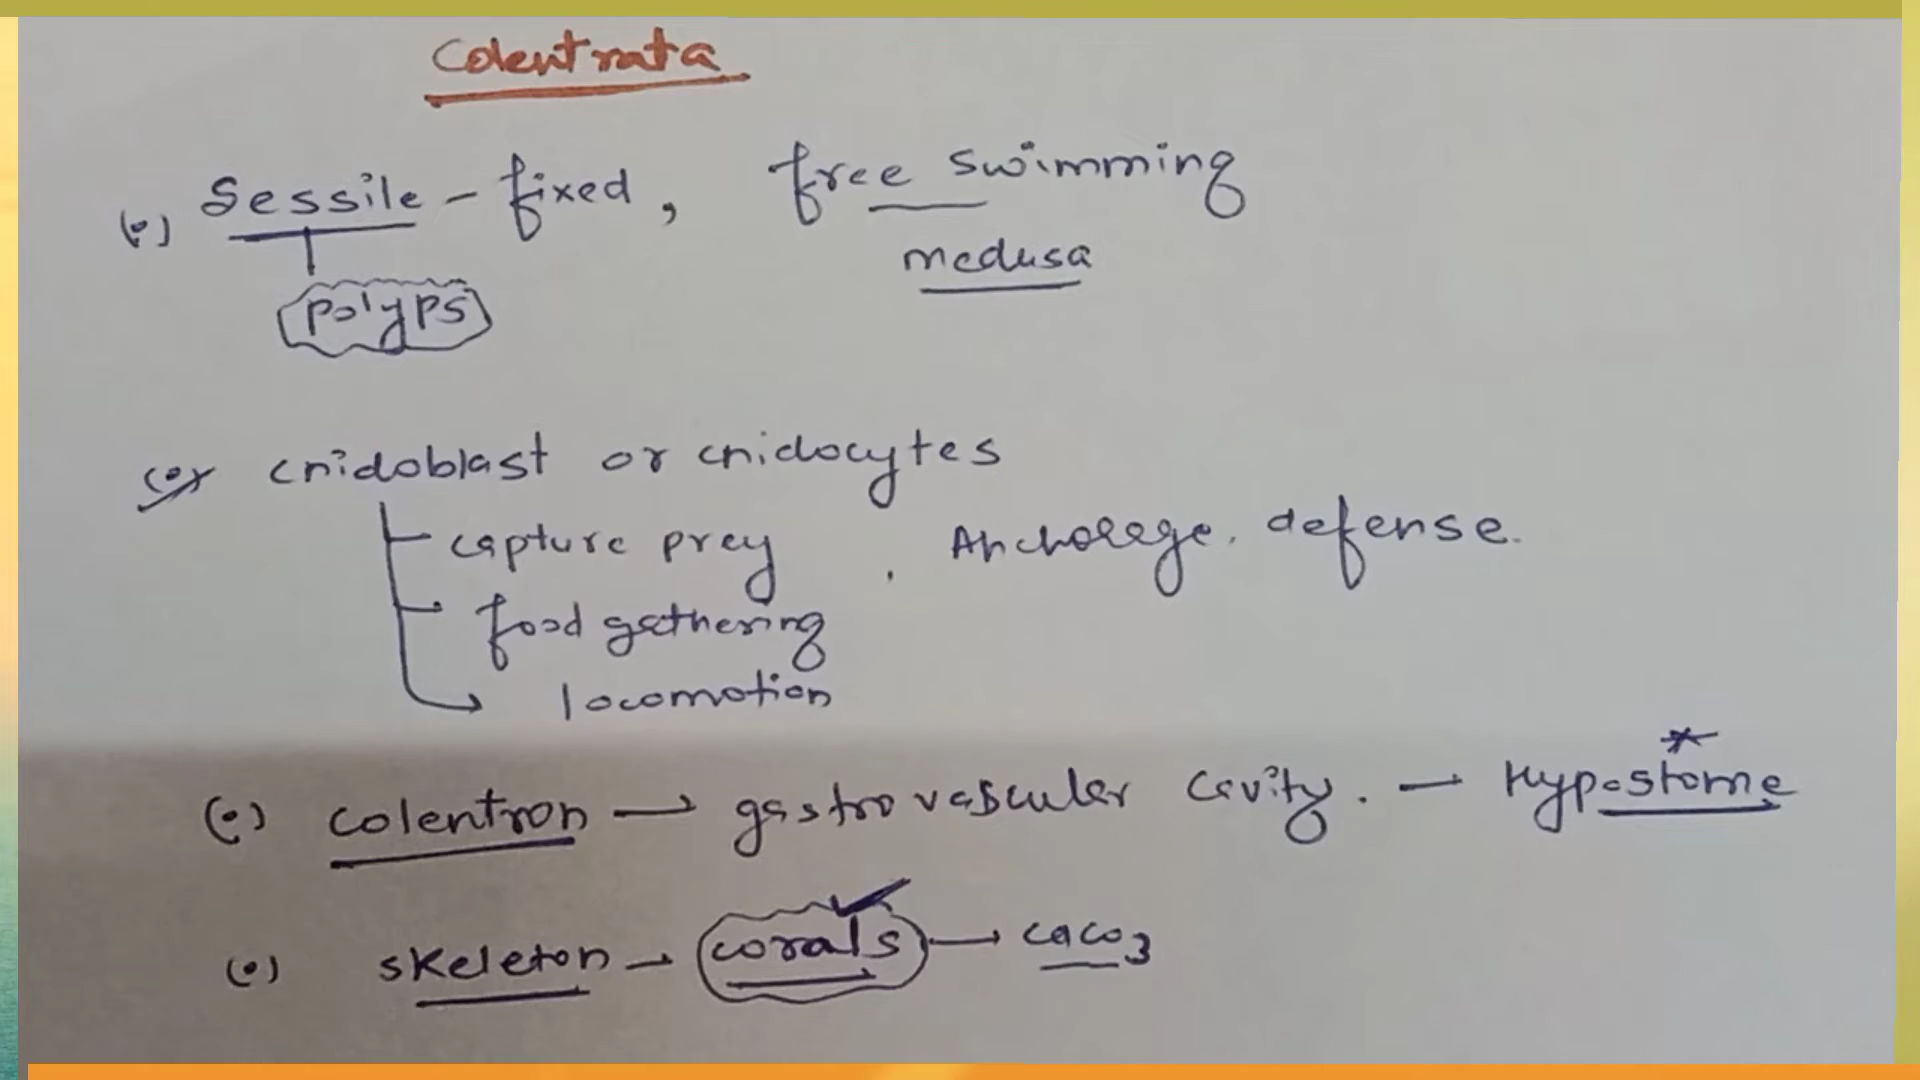 Colentrata
(•) Sessile - fixed, free swimming
polyps
medusa
(•) cnidoblast or cnidocytes
capture prey , Anchorage, defense.
food gathering
locomotion
(•) colentron → gastrovascular cavity. — Hypostome
(•) skeleton → corals → caco3